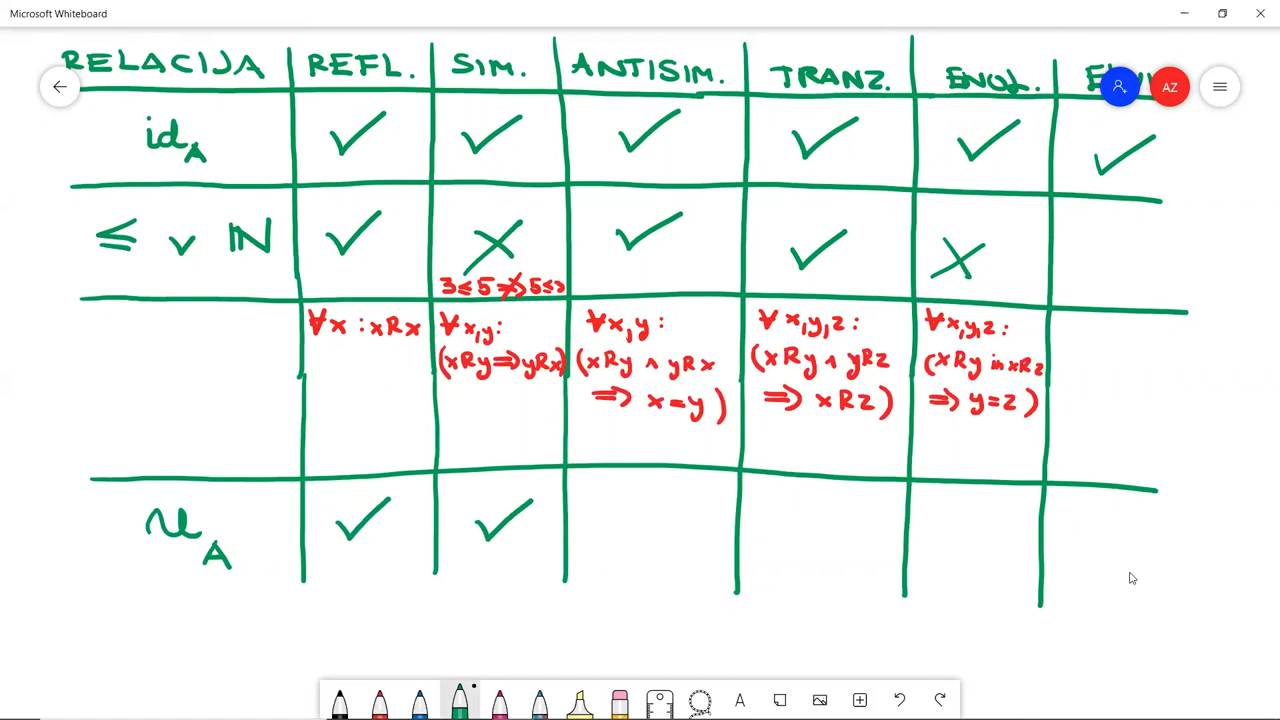 Microsoft Whiteboard
RELACIJA REFL. SIM. ANTISIM. TRANZ. ENOL.
AZ
id_A ✓ ✓ ✓ ✓ ✓ ✓
≤ v IN ✓ X ✓ ✓ X
3 ≤ 5 ⇏ 5 ≤ 3
∀x : xRx
∀x,y:
(xRy ⇒ yRx)
∀x,y:
(xRy ∧ yRx
⇒ x=y)
∀x,y,z:
(xRy ∧ yRz
⇒ xRz)
∀x,y,z:
(xRy in xRz
⇒ y=z)
U_A ✓ ✓
A